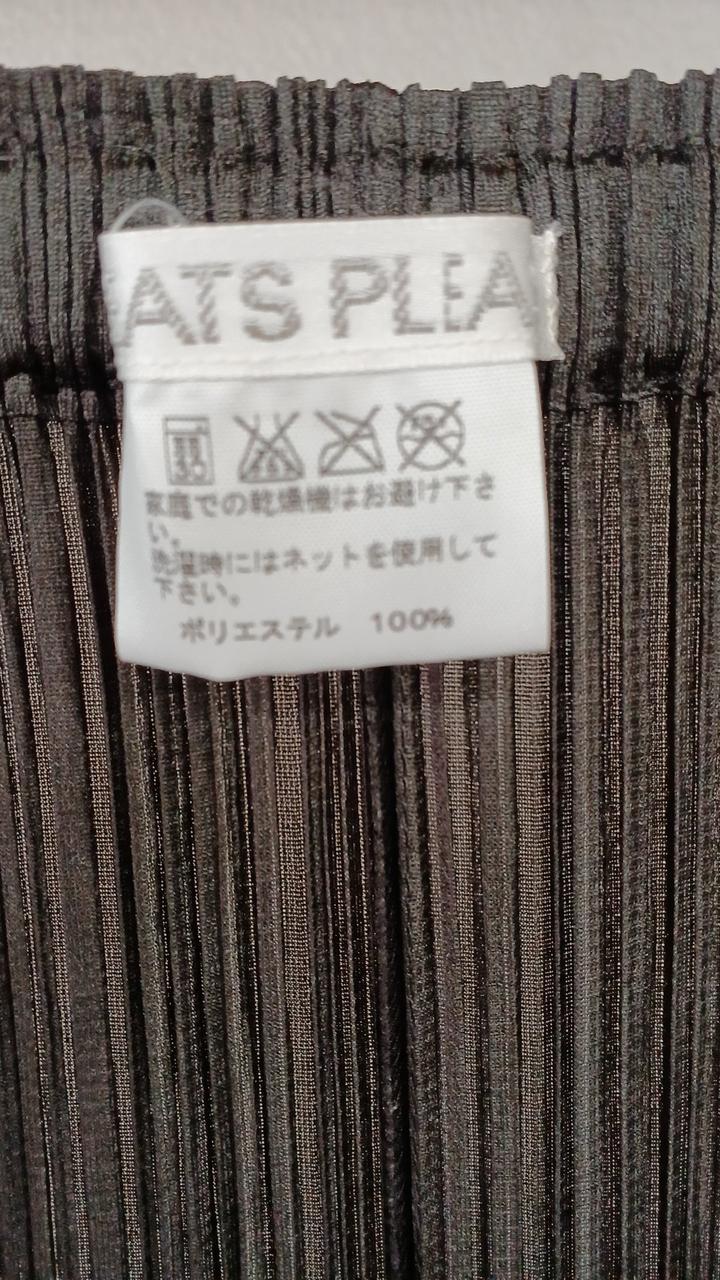 ATS PLEA
家庭での乾燥機はお避け下さ
い。
洗濯時にはネットを使用して
下さい。
ポリエステル 100%